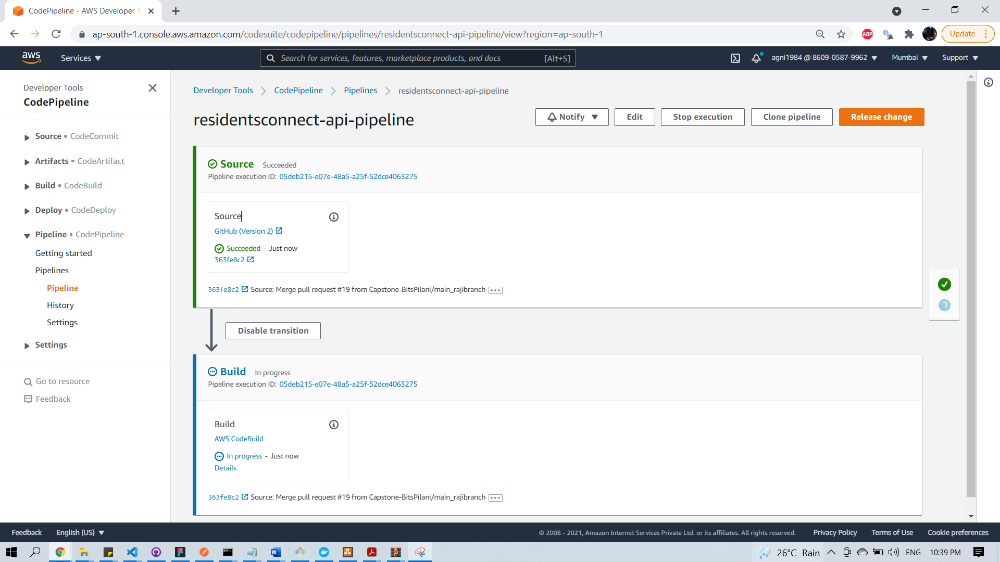 CodePipeline - AWS Developer To
ap-south-1.console.aws.amazon.com/codesuite/codepipeline/pipelines/residentsconnect-api-pipeline/view?region=ap-south-1
ABP
Update
aws
Services
Search for services, features, marketplace products, and docs [Alt+S]
agni1984 @ 8609-0587-9962
Mumbai
Support
Developer Tools
CodePipeline
Source • CodeCommit
Artifacts • CodeArtifact
Build • CodeBuild
Deploy • CodeDeploy
Pipeline • CodePipeline
Getting started
Pipelines
Pipeline
History
Settings
Settings
Go to resource
Feedback
Developer Tools > CodePipeline > Pipelines > residentsconnect-api-pipeline
residentsconnect-api-pipeline
Notify
Edit
Stop execution
Clone pipeline
Release change
Source Succeeded
Pipeline execution ID: 05deb215-e07e-48a5-a25f-52dce4063275
Source
GitHub (Version 2)
Succeeded - Just now
363fe8c2
363fe8c2 Source: Merge pull request #19 from Capstone-BitsPilani/main_rajibranch
Disable transition
Build In progress
Pipeline execution ID: 05deb215-e07e-48a5-a25f-52dce4063275
Build
AWS CodeBuild
In progress - Just now
Details
363fe8c2 Source: Merge pull request #19 from Capstone-BitsPilani/main_rajibranch
Feedback
English (US)
© 2008 - 2021, Amazon Internet Services Private Ltd. or its affiliates. All rights reserved.
Privacy Policy
Terms of Use
Cookie preferences
26°C Rain
ENG
10:39 PM